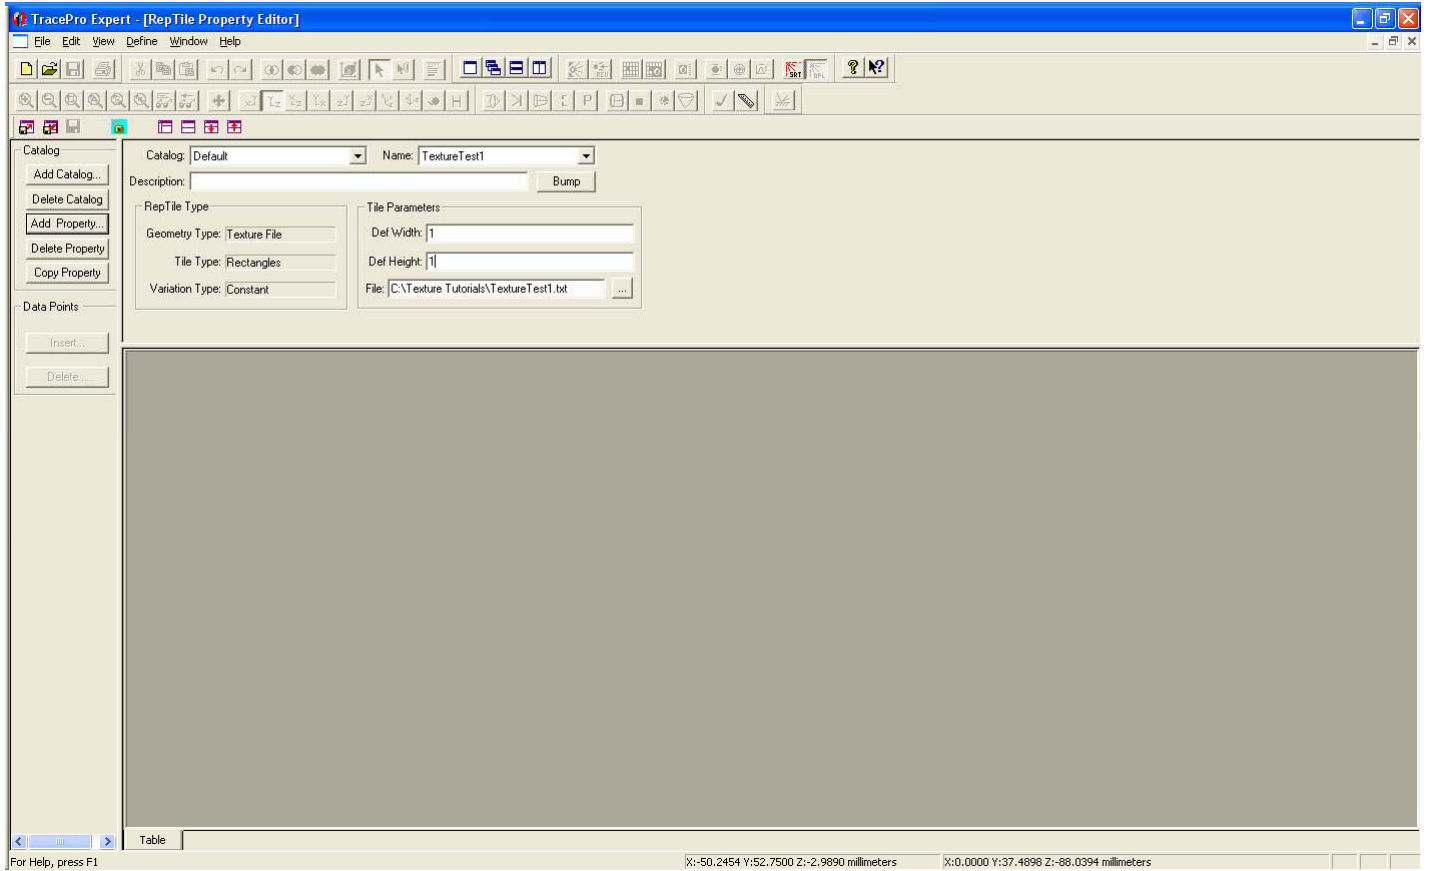 TracePro Expert - [RepTile Property Editor]
File Edit View Define Window Help
Catalog
Add Catalog...
Delete Catalog
Add Property...
Delete Property
Copy Property
Data Points
Insert...
Delete...
Catalog: Default Name: TextureTest1
Description: Bump
RepTile Type
Geometry Type: Texture File
Tile Type: Rectangles
Variation Type: Constant
Tile Parameters
Def Width: 1
Def Height: 1
File: C:\Texture Tutorials\TextureTest1.txt ...
Table
For Help, press F1 X:-50.2454 Y:52.7500 Z:-2.9890 millimeters X:0.0000 Y:37.4898 Z:-88.0394 millimeters